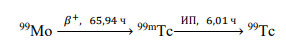 ⁹⁹Mo —β⁺, 65,94 ч→ ⁹⁹ᵐTc —ИП, 6,01 ч→ ⁹⁹Tc